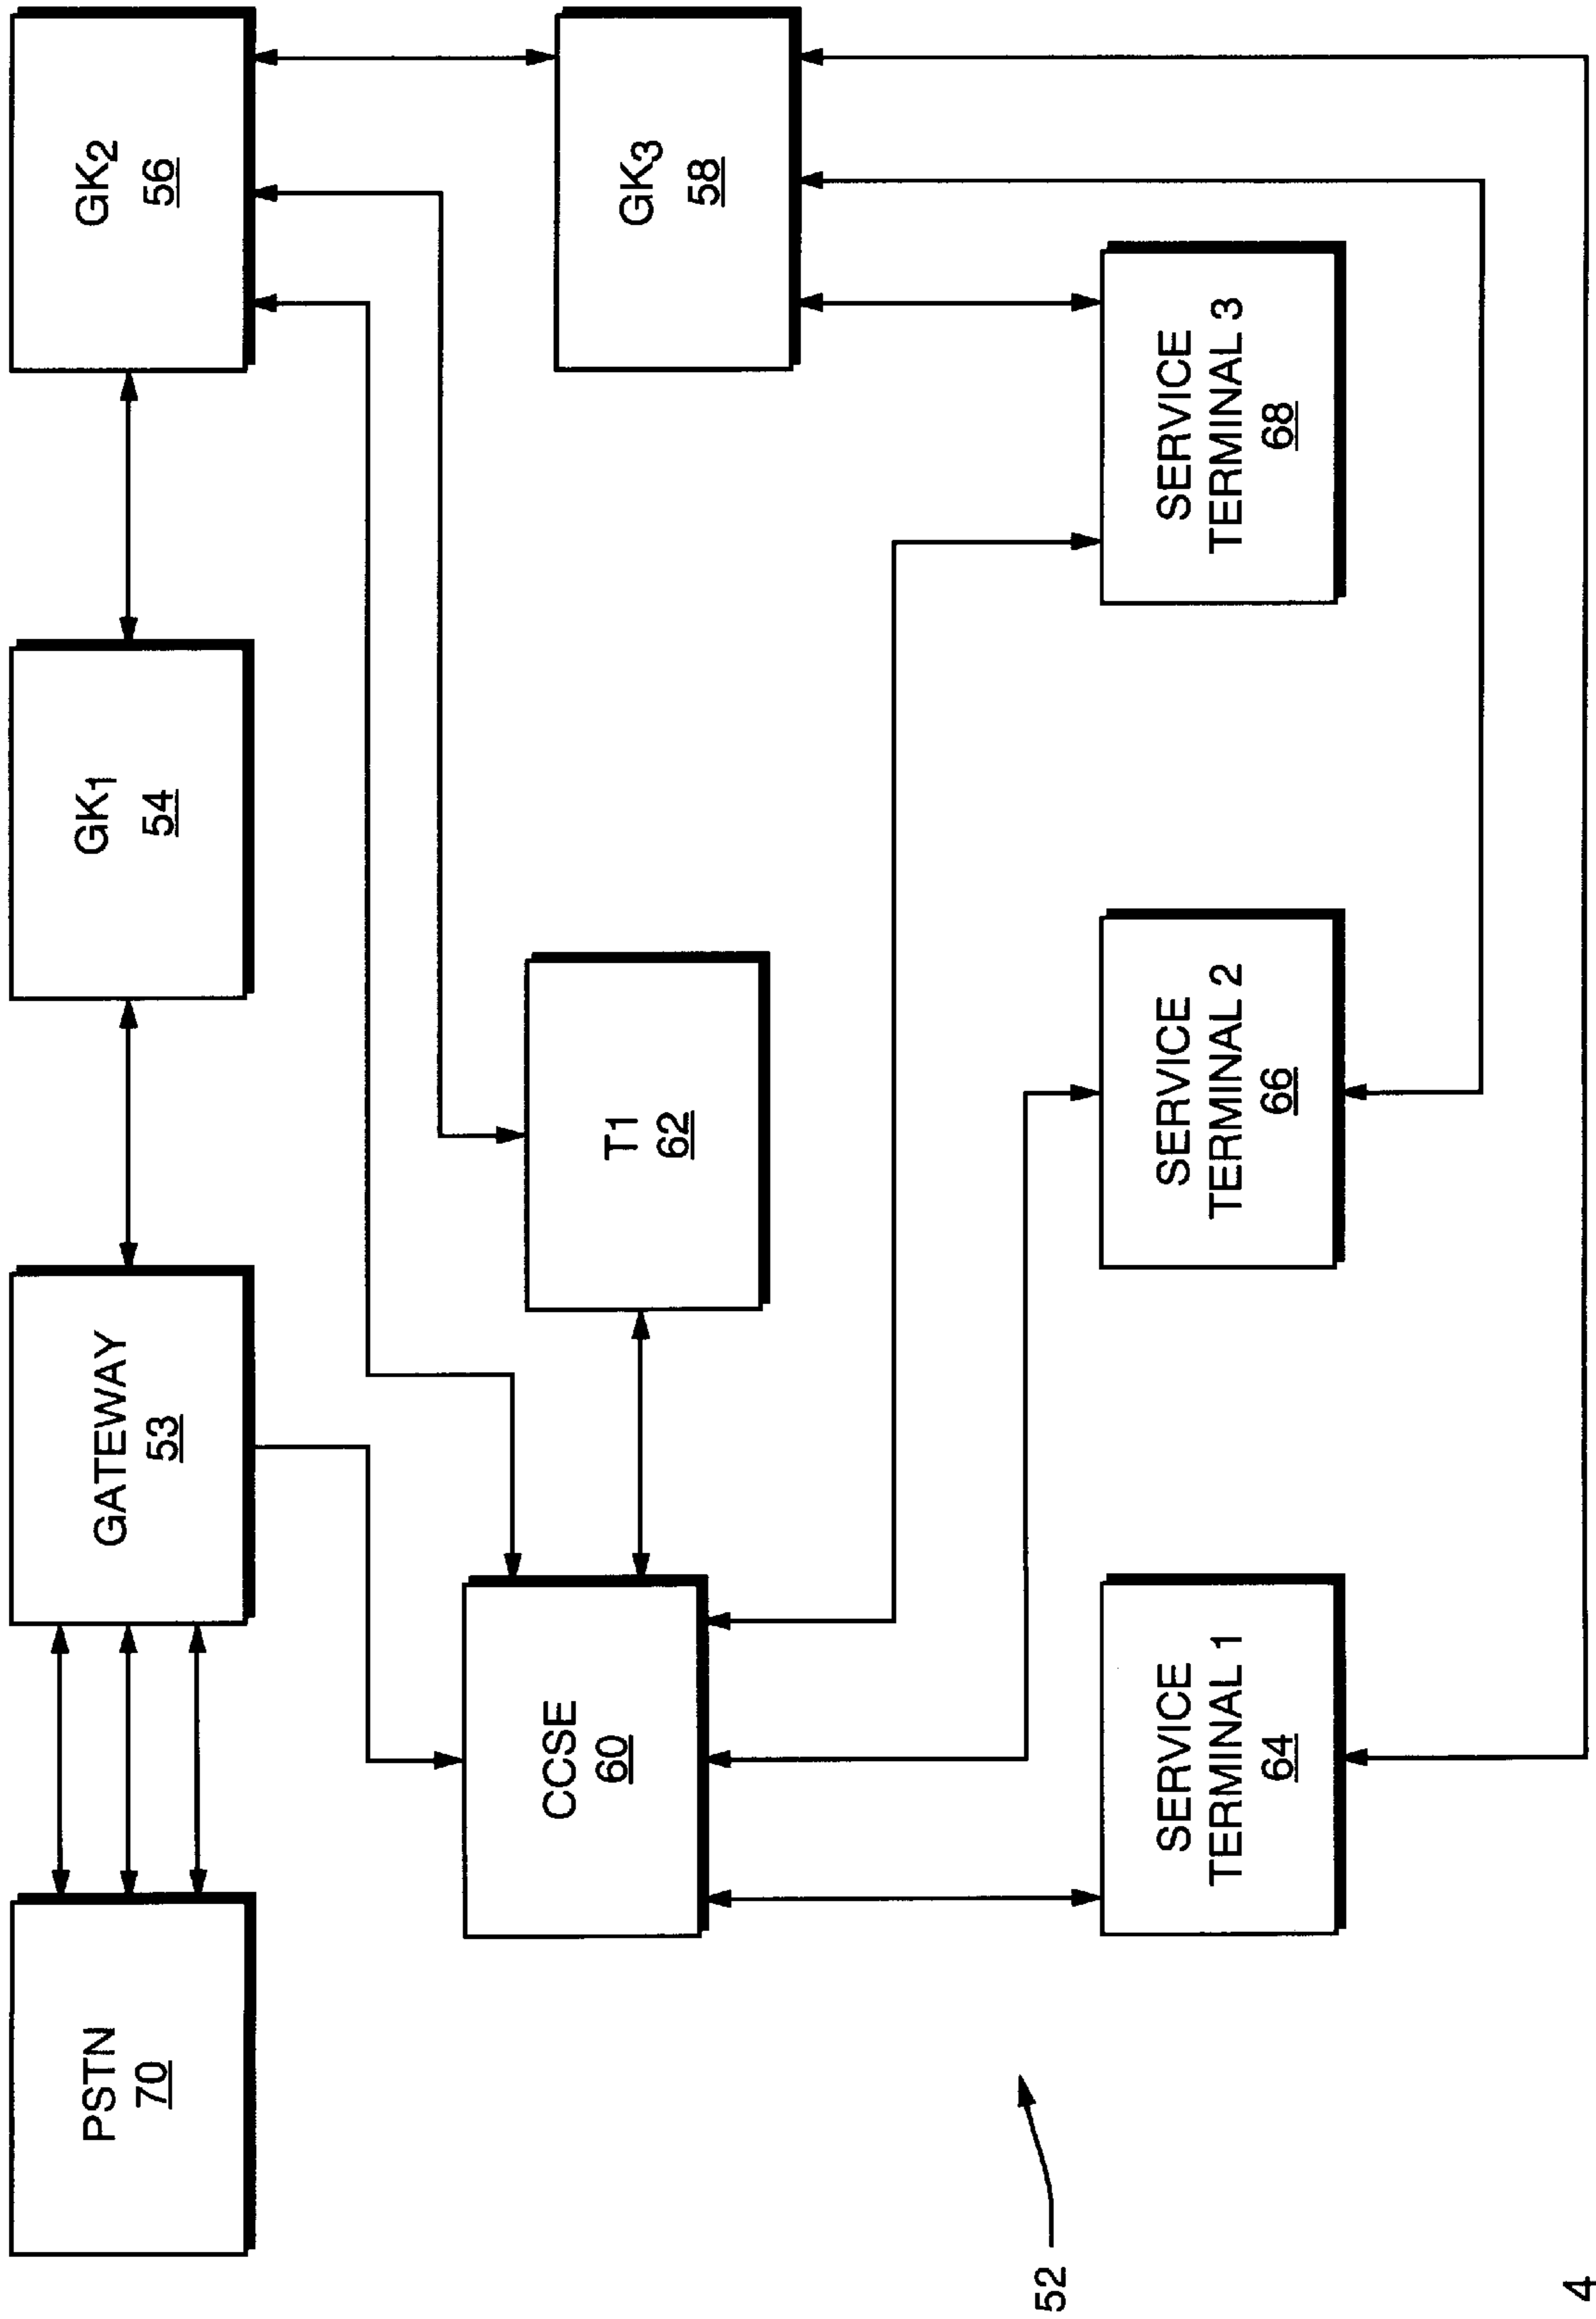 PSTN
70
GATEWAY
53
GK1
54
GK2
56
CCSE
60
T1
62
GK3
58
SERVICE
TERMINAL 1
64
SERVICE
TERMINAL 2
66
SERVICE
TERMINAL 3
68
52
4